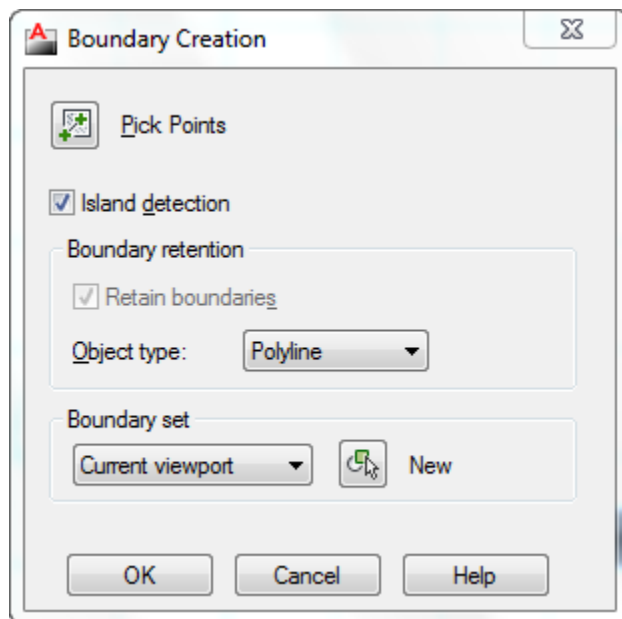 Boundary Creation
Pick Points
Island detection
Boundary retention
Retain boundaries
Object type: Polyline
Boundary set
Current viewport New
OK Cancel Help